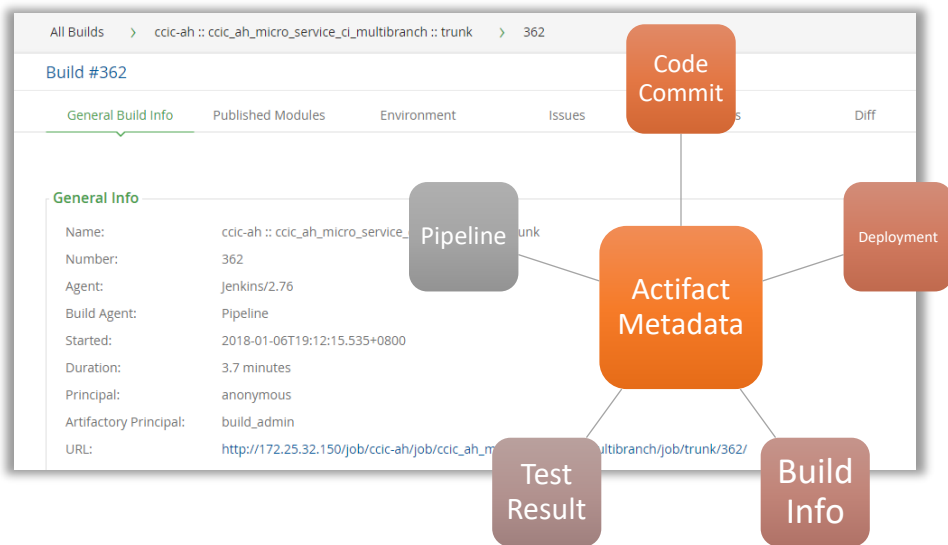 All Builds > ccic-ah :: ccic_ah_micro_service_ci_multibranch :: trunk > 362
Build #362
General Build Info Published Modules Environment Issues s Diff
General Info
Name: ccic-ah :: ccic_ah_micro_service_ unk
Number: 362
Agent: Jenkins/2.76
Build Agent: Pipeline
Started: 2018-01-06T19:12:15.535+0800
Duration: 3.7 minutes
Principal: anonymous
Artifactory Principal: build_admin
URL: http://172.25.32.150/job/ccic-ah/job/ccic_ah_m ultibranch/job/trunk/362/
Code
Commit
Pipeline
Deployment
Actifact
Metadata
Test
Result
Build
Info